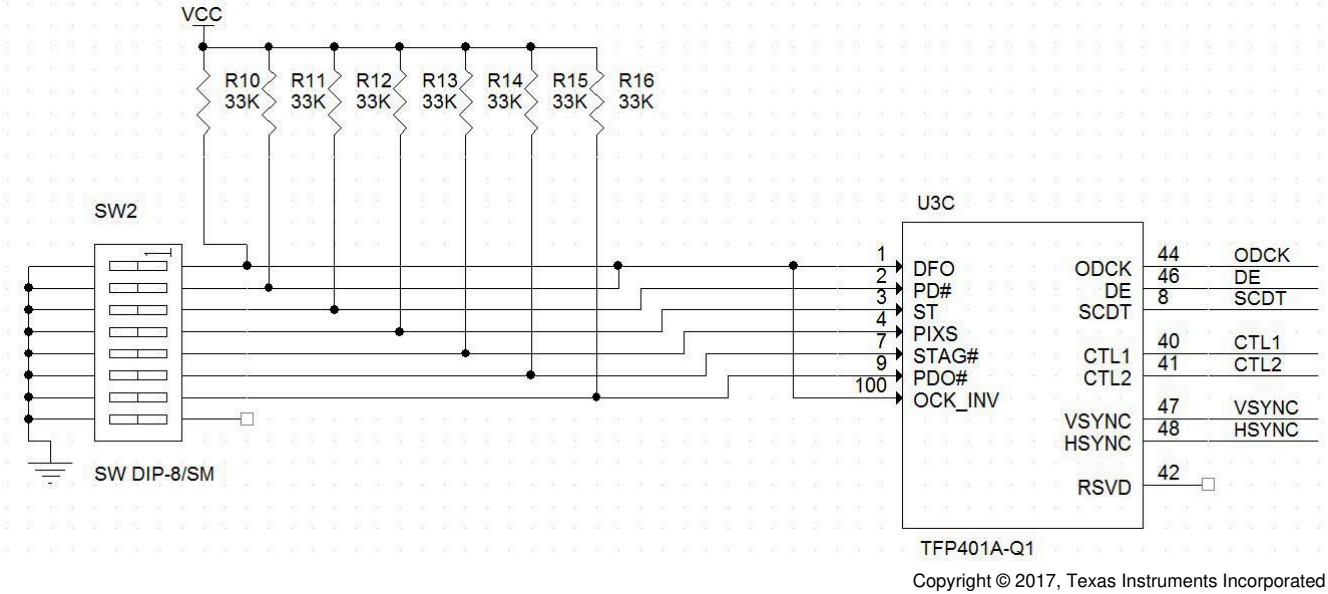 VCC
R10 R11 R12 R13 R14 R15 R16
33K 33K 33K 33K 33K 33K 33K
SW2
1
SW DIP-8/SM
U3C
1 DFO
2 PD#
3 ST
4 PIXS
7 STAG#
9 PDO#
100 OCK_INV
ODCK 44 ODCK
DE 46 DE
SCDT 8 SCDT
CTL1 40 CTL1
CTL2 41 CTL2
VSYNC 47 VSYNC
HSYNC 48 HSYNC
RSVD 42
TFP401A-Q1
Copyright © 2017, Texas Instruments Incorporated